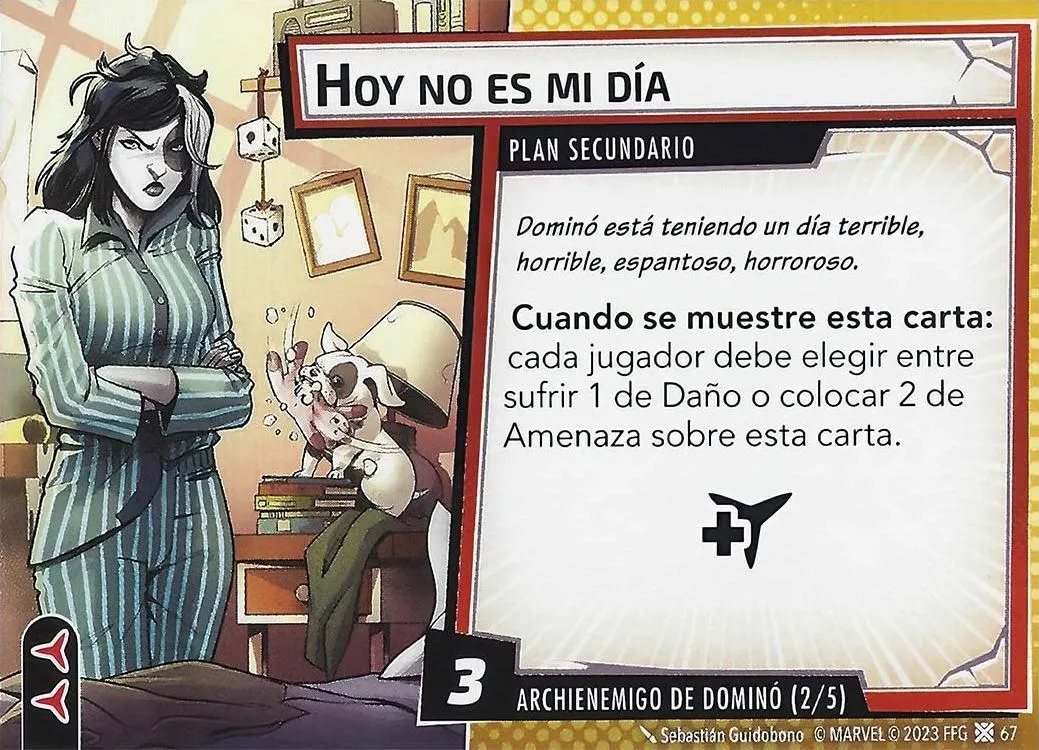 HOY NO ES MI DÍA
PLAN SECUNDARIO
Dominó está teniendo un día terrible,
horrible, espantoso, horroroso.
Cuando se muestre esta carta:
cada jugador debe elegir entre
sufrir 1 de Daño o colocar 2 de
Amenaza sobre esta carta.
3
ARCHIENEMIGO DE DOMINÓ (2/5)
Sebastián Guidobono © MARVEL © 2023 FFG 67